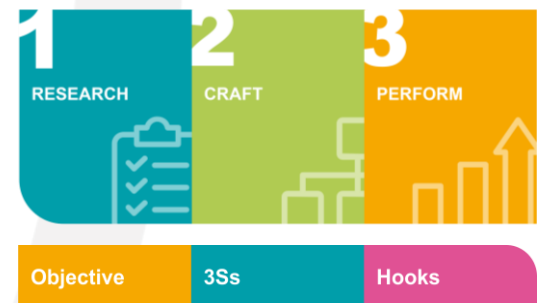 1
RESEARCH
2
CRAFT
3
PERFORM
Objective
3Ss
Hooks